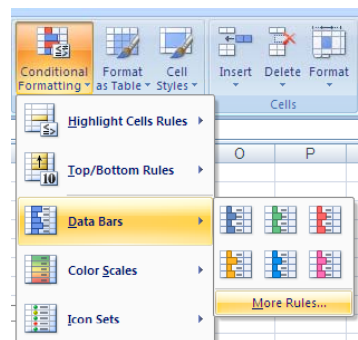 Conditional Formatting
Format as Table
Cell Styles
Insert
Delete
Format
Cells
Highlight Cells Rules
O P
Top/Bottom Rules
10
Data Bars
Color Scales
More Rules...
Icon Sets